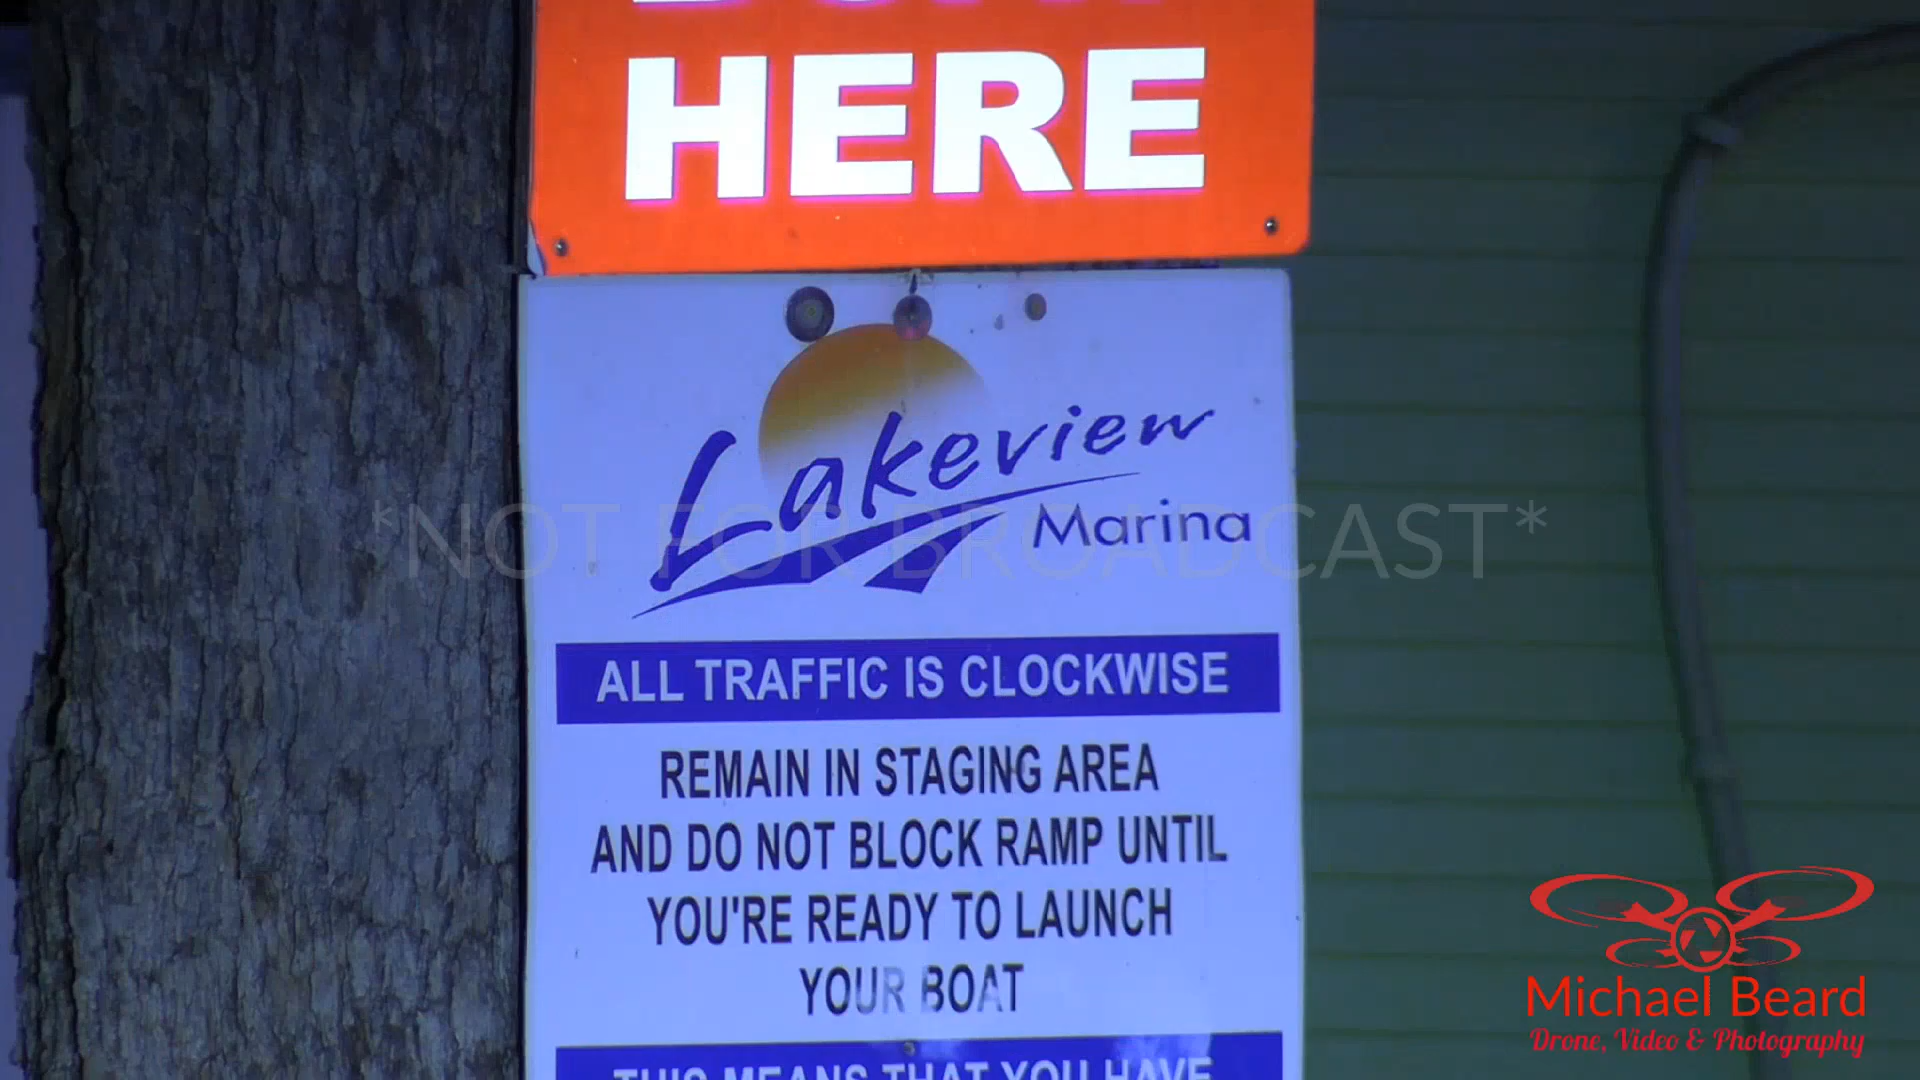 HERE
Lakeview
Marina
*NOT FOR BROADCAST*
ALL TRAFFIC IS CLOCKWISE
REMAIN IN STAGING AREA
AND DO NOT BLOCK RAMP UNTIL
YOU'RE READY TO LAUNCH
YOUR BOAT
THIS MEANS THAT YOU HAVE
Michael Beard
Drone, Video & Photography